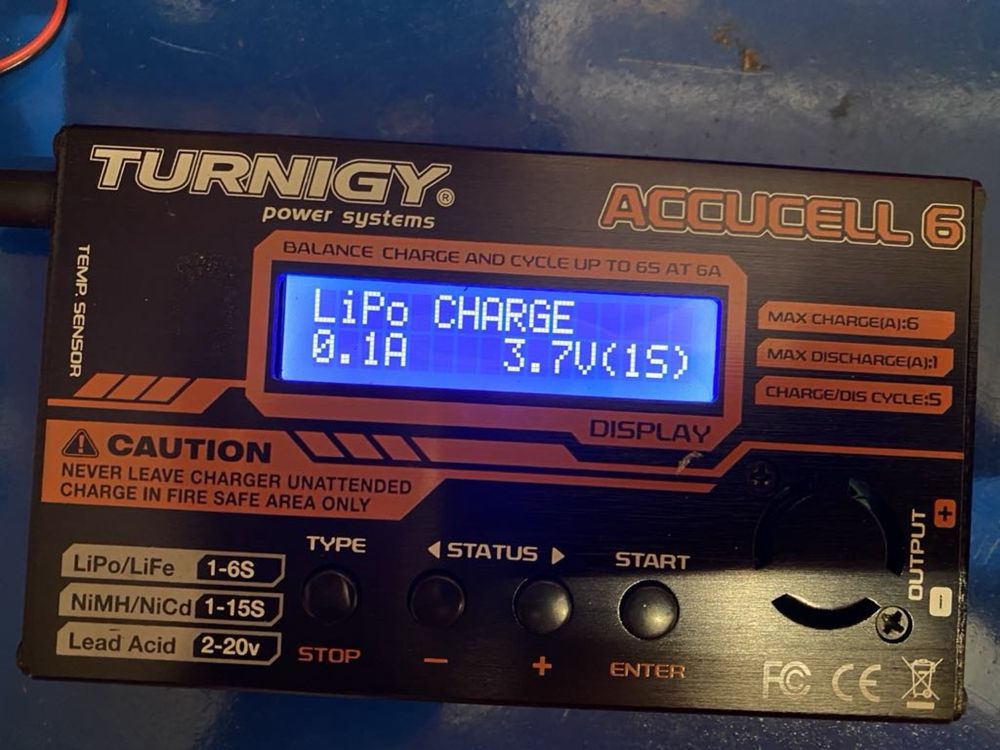 TURNIGY®
power systems
ACCUCELL 6
BALANCE CHARGE AND CYCLE UP TO 6S AT 6A
TEMP. SENSOR
LiPo CHARGE
0.1A 3.7V(1S)
MAX CHARGE(A):6
MAX DISCHARGE(A):1
CHARGE/DIS CYCLE:5
DISPLAY
CAUTION
NEVER LEAVE CHARGER UNATTENDED
CHARGE IN FIRE SAFE AREA ONLY
LiPo/LiFe 1-6S
NiMH/NiCd 1-15S
Lead Acid 2-20v
TYPE
STATUS
START
STOP
− +
ENTER
OUTPUT
+
−
FC CE